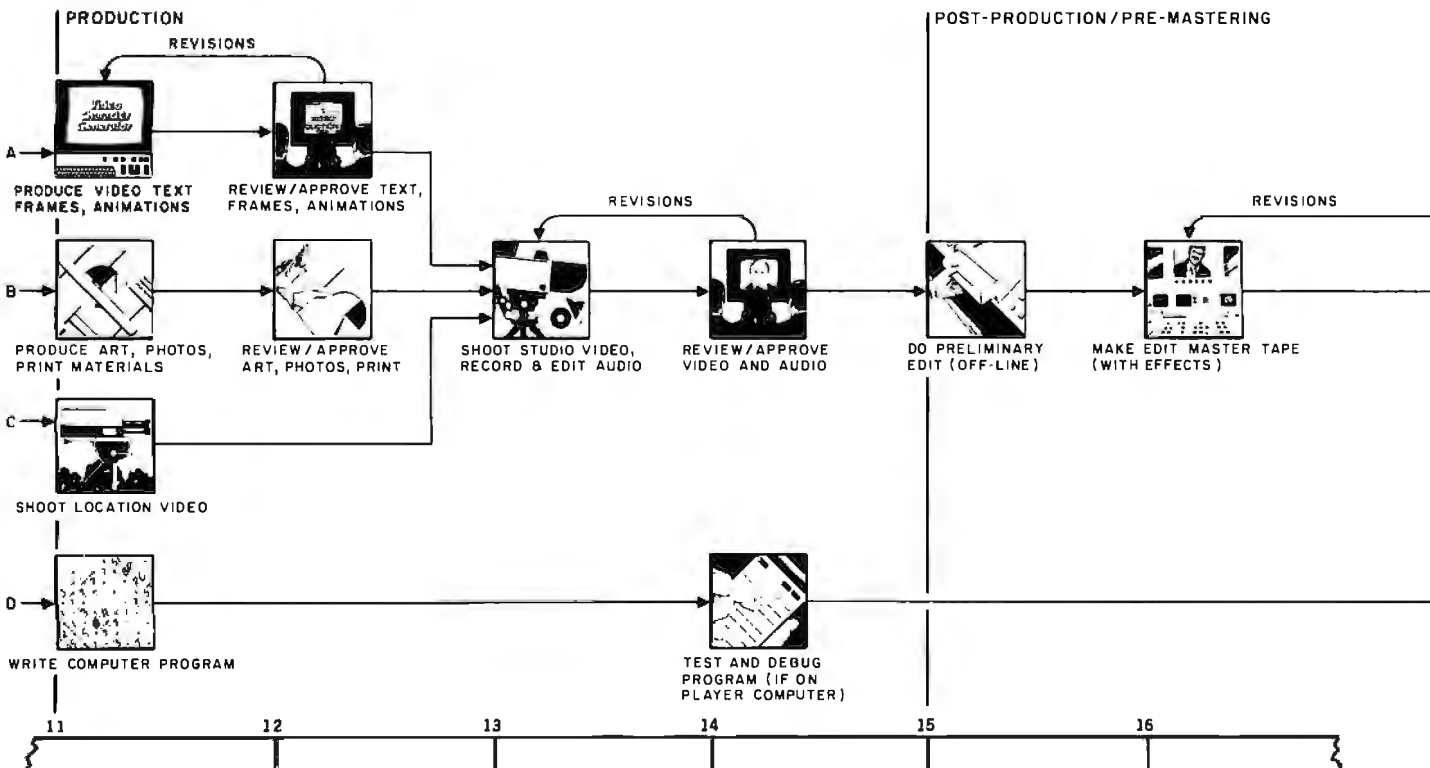 PRODUCTION
POST-PRODUCTION/PRE-MASTERING
REVISIONS
Video
Character
Generator
A
PRODUCE VIDEO TEXT
FRAMES, ANIMATIONS
REVIEW/APPROVE TEXT,
FRAMES, ANIMATIONS
REVISIONS
REVISIONS
B
PRODUCE ART, PHOTOS,
PRINT MATERIALS
REVIEW/APPROVE
ART, PHOTOS, PRINT
SHOOT STUDIO VIDEO,
RECORD & EDIT AUDIO
REVIEW/APPROVE
VIDEO AND AUDIO
DO PRELIMINARY
EDIT (OFF-LINE)
MAKE EDIT MASTER TAPE
(WITH EFFECTS)
C
SHOOT LOCATION VIDEO
D
WRITE COMPUTER PROGRAM
TEST AND DEBUG
PROGRAM (IF ON
PLAYER COMPUTER)
11
12
13
14
15
16